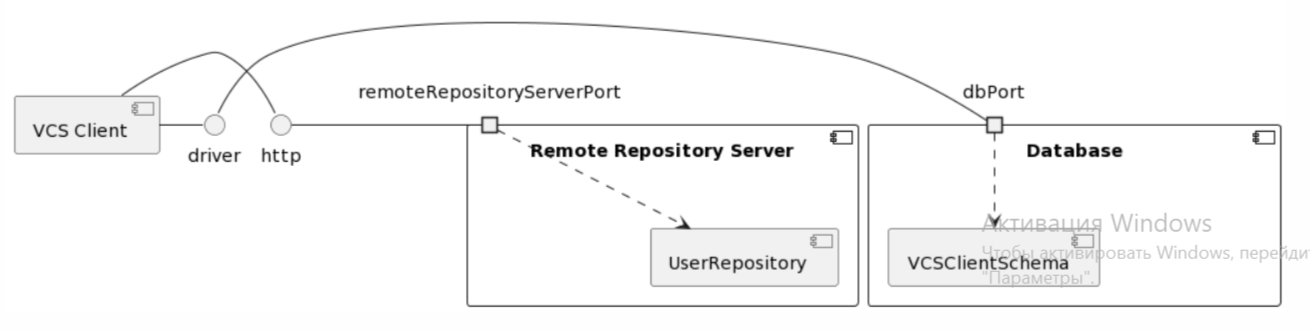 remoteRepositoryServerPort
dbPort
VCS Client
driver
http
Remote Repository Server
Database
UserRepository
VCSClientSchema
Активация Windows
Чтобы активировать Windows, перейди
"Параметры".